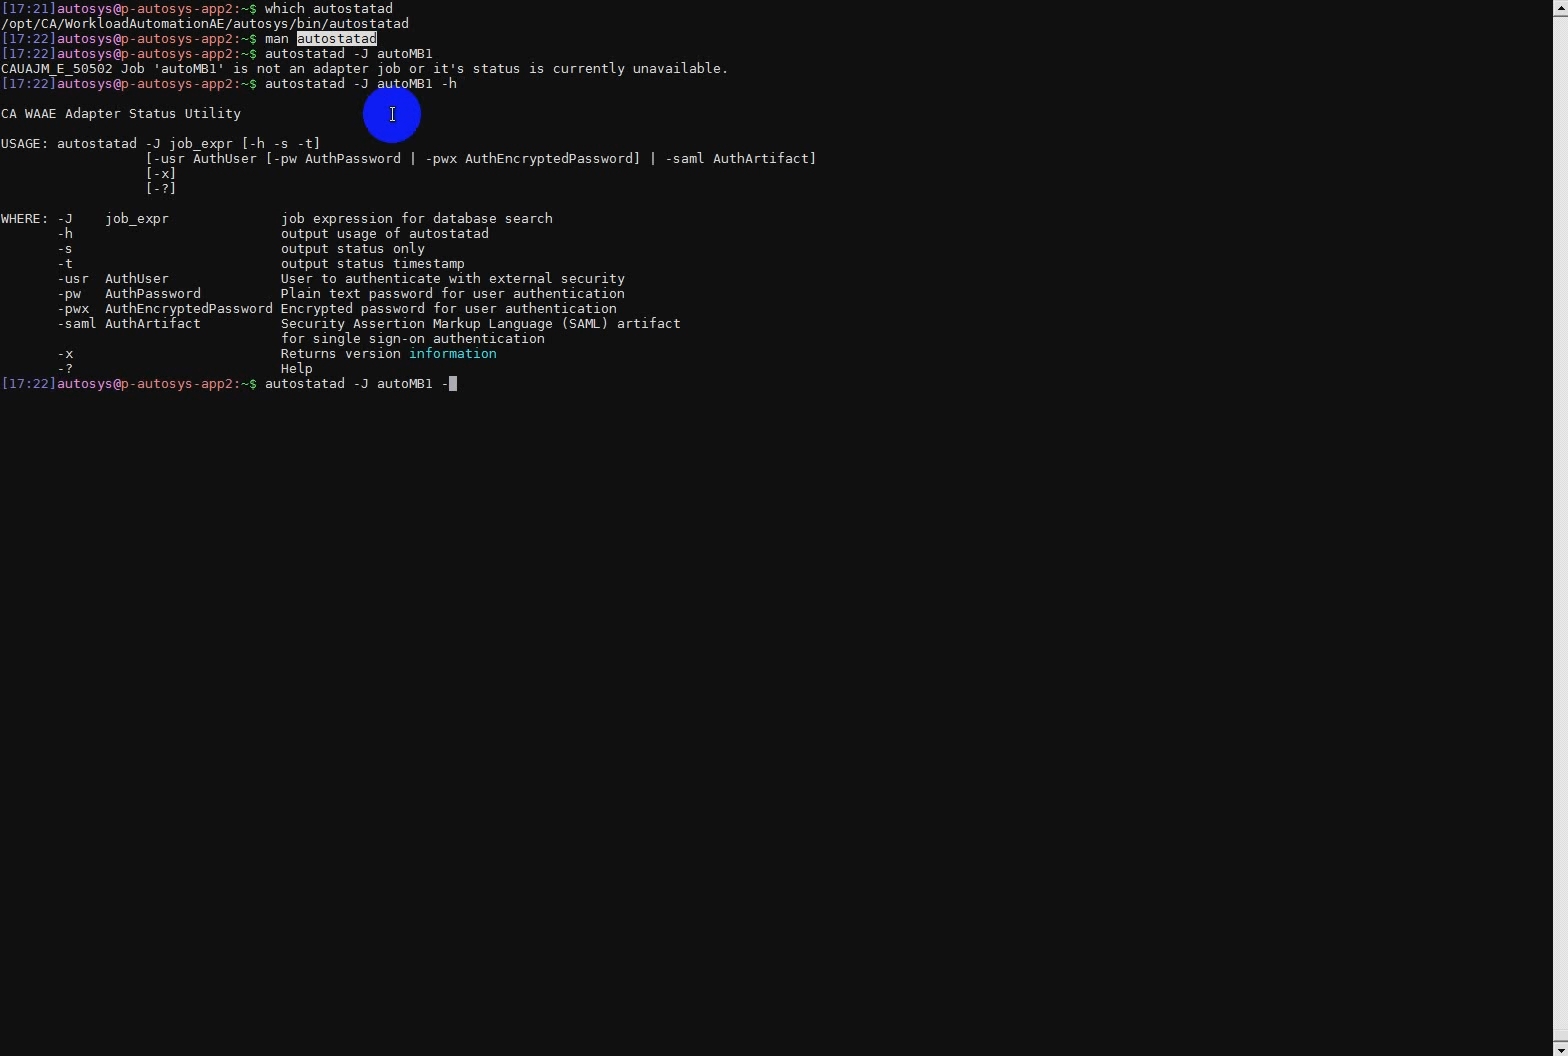 [17:21]autosys@p-autosys-app2:~$ which autostatad
/opt/CA/WorkloadAutomationAE/autosys/bin/autostatad
[17:22]autosys@p-autosys-app2:~$ man autostatad
[17:22]autosys@p-autosys-app2:~$ autostatad -J autoMB1
CAUAJM_E_50502 Job 'autoMB1' is not an adapter job or it's status is currently unavailable.
[17:22]autosys@p-autosys-app2:~$ autostatad -J autoMB1 -h
CA WAAE Adapter Status Utility
USAGE: autostatad -J job_expr [-h -s -t]
[-usr AuthUser [-pw AuthPassword | -pwx AuthEncryptedPassword] | -saml AuthArtifact]
[-x]
[-?]
WHERE: -J job_expr job expression for database search
-h output usage of autostatad
-s output status only
-t output status timestamp
-usr AuthUser User to authenticate with external security
-pw AuthPassword Plain text password for user authentication
-pwx AuthEncryptedPassword Encrypted password for user authentication
-saml AuthArtifact Security Assertion Markup Language (SAML) artifact
for single sign-on authentication
-x Returns version information
-? Help
[17:22]autosys@p-autosys-app2:~$ autostatad -J autoMB1 -